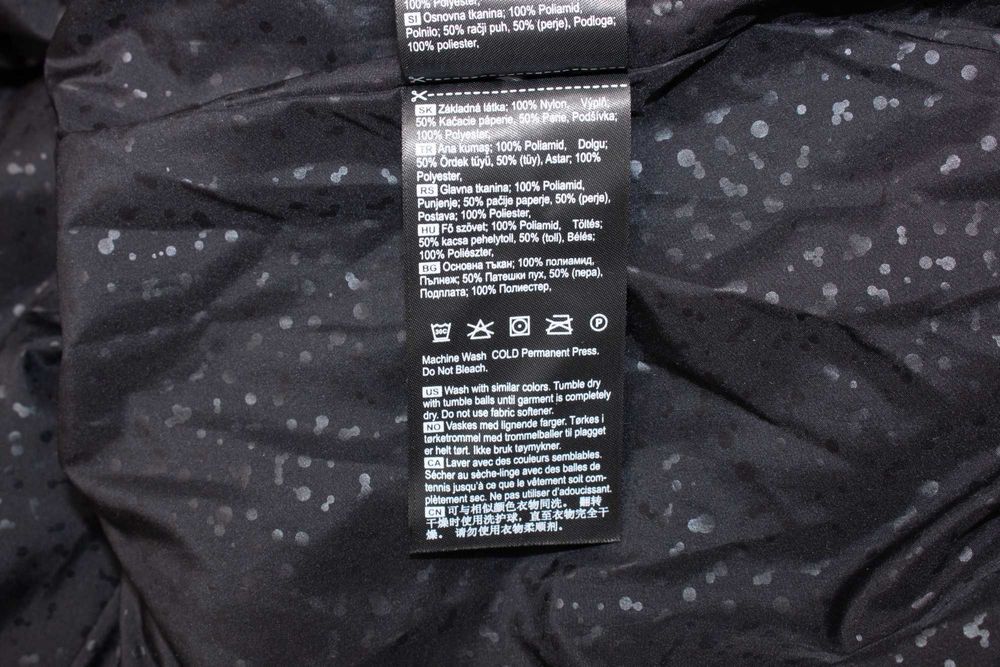 100% Polyester,
SI Osnovna tkanina; 100% Poliamid,
Polnilo; 50% račji puh, 50% (perje), Podloga;
100% poliester,
SK Základná látka; 100% Nylon, Výplň,
50% Kačacie páperie, 50% Perie, Podšívka;
100% Polyester,
TR Ana kumaş; 100% Poliamid, Dolgu;
50% Ördek tüyü, 50% (tüy), Astar; 100%
Polyester,
RS Glavna tkanina; 100% Poliamid,
Punjenje; 50% pačije paperje, 50% (perje),
Postava; 100% Poliester,
HU Fő szövet; 100% Poliamid, Töltés;
50% kacsa pehelytoll, 50% (toll), Bélés;
100% Poliészter,
BG Основна тъкан; 100% полиамид,
Пълнеж; 50% Патешки пух, 50% (пера),
Подплата; 100% Полиестер,
30C P
Machine Wash COLD Permanent Press.
Do Not Bleach.
US Wash with similar colors. Tumble dry
with tumble balls until garment is completely
dry. Do not use fabric softener.
NO Vaskes med lignende farger. Tørkes i
tørketrommel med trommelballer til plagget
er helt tørt. Ikke bruk tøymykner.
CA Laver avec des couleurs semblables.
Sécher au sèche-linge avec des balles de
tennis jusqu'à ce que le vêtement soit com-
plètement sec. Ne pas utiliser d'adoucissant.
CN 可与相似颜色衣物同洗。 翻转
干燥时使用洗护球，直至衣物完全干
燥。 请勿使用衣物柔顺剂。